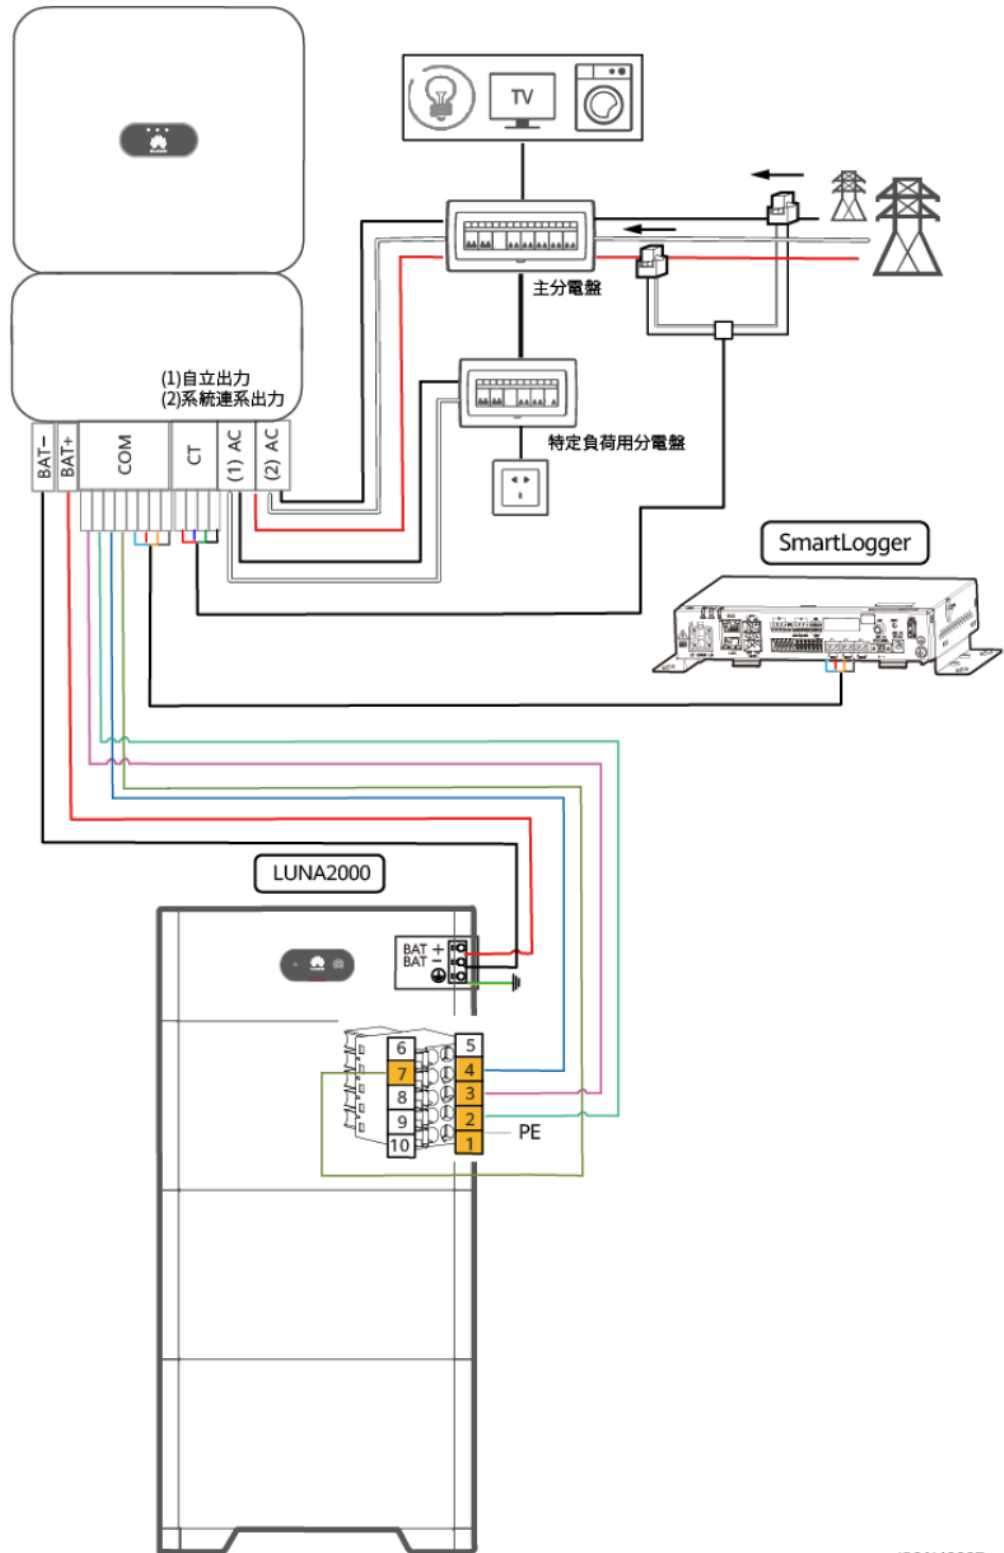 TV
主分電盤
(1)自立出力
(2)系統連系出力
BAT−
BAT+
COM
CT
(1) AC
(2) AC
特定負荷用分電盤
SmartLogger
LUNA2000
BAT +
BAT −
6
7
8
9
10
5
4
3
2
1
PE